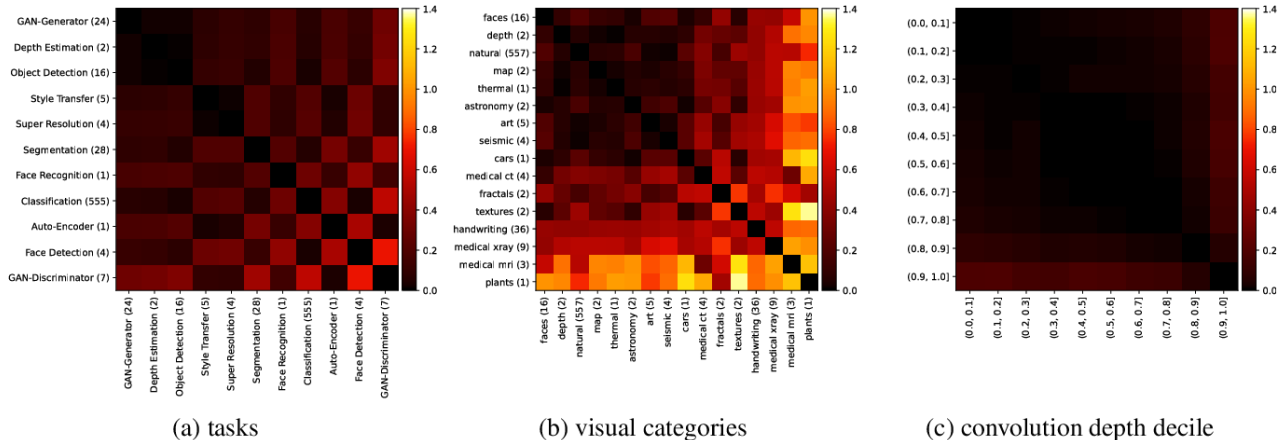 GAN-Generator (24)
Depth Estimation (2)
Object Detection (16)
Style Transfer (5)
Super Resolution (4)
Segmentation (28)
Face Recognition (1)
Classification (555)
Auto-Encoder (1)
Face Detection (4)
GAN-Discriminator (7)
GAN-Generator (24)
Depth Estimation (2)
Object Detection (16)
Style Transfer (5)
Super Resolution (4)
Segmentation (28)
Face Recognition (1)
Classification (555)
Auto-Encoder (1)
Face Detection (4)
GAN-Discriminator (7)
1.4
1.2
1.0
0.8
0.6
0.4
0.2
0.0
(a) tasks
faces (16)
depth (2)
natural (557)
map (2)
thermal (1)
astronomy (2)
art (5)
seismic (4)
cars (1)
medical ct (4)
fractals (2)
textures (2)
handwriting (36)
medical xray (9)
medical mri (3)
plants (1)
faces (16)
depth (2)
natural (557)
map (2)
thermal (1)
astronomy (2)
art (5)
seismic (4)
cars (1)
medical ct (4)
fractals (2)
textures (2)
handwriting (36)
medical xray (9)
medical mri (3)
plants (1)
1.4
1.2
1.0
0.8
0.6
0.4
0.2
0.0
(b) visual categories
(0.0, 0.1]
(0.1, 0.2]
(0.2, 0.3]
(0.3, 0.4]
(0.4, 0.5]
(0.5, 0.6]
(0.6, 0.7]
(0.7, 0.8]
(0.8, 0.9]
(0.9, 1.0]
(0.0, 0.1]
(0.1, 0.2]
(0.2, 0.3]
(0.3, 0.4]
(0.4, 0.5]
(0.5, 0.6]
(0.6, 0.7]
(0.7, 0.8]
(0.8, 0.9]
(0.9, 1.0]
1.4
1.2
1.0
0.8
0.6
0.4
0.2
0.0
(c) convolution depth decile